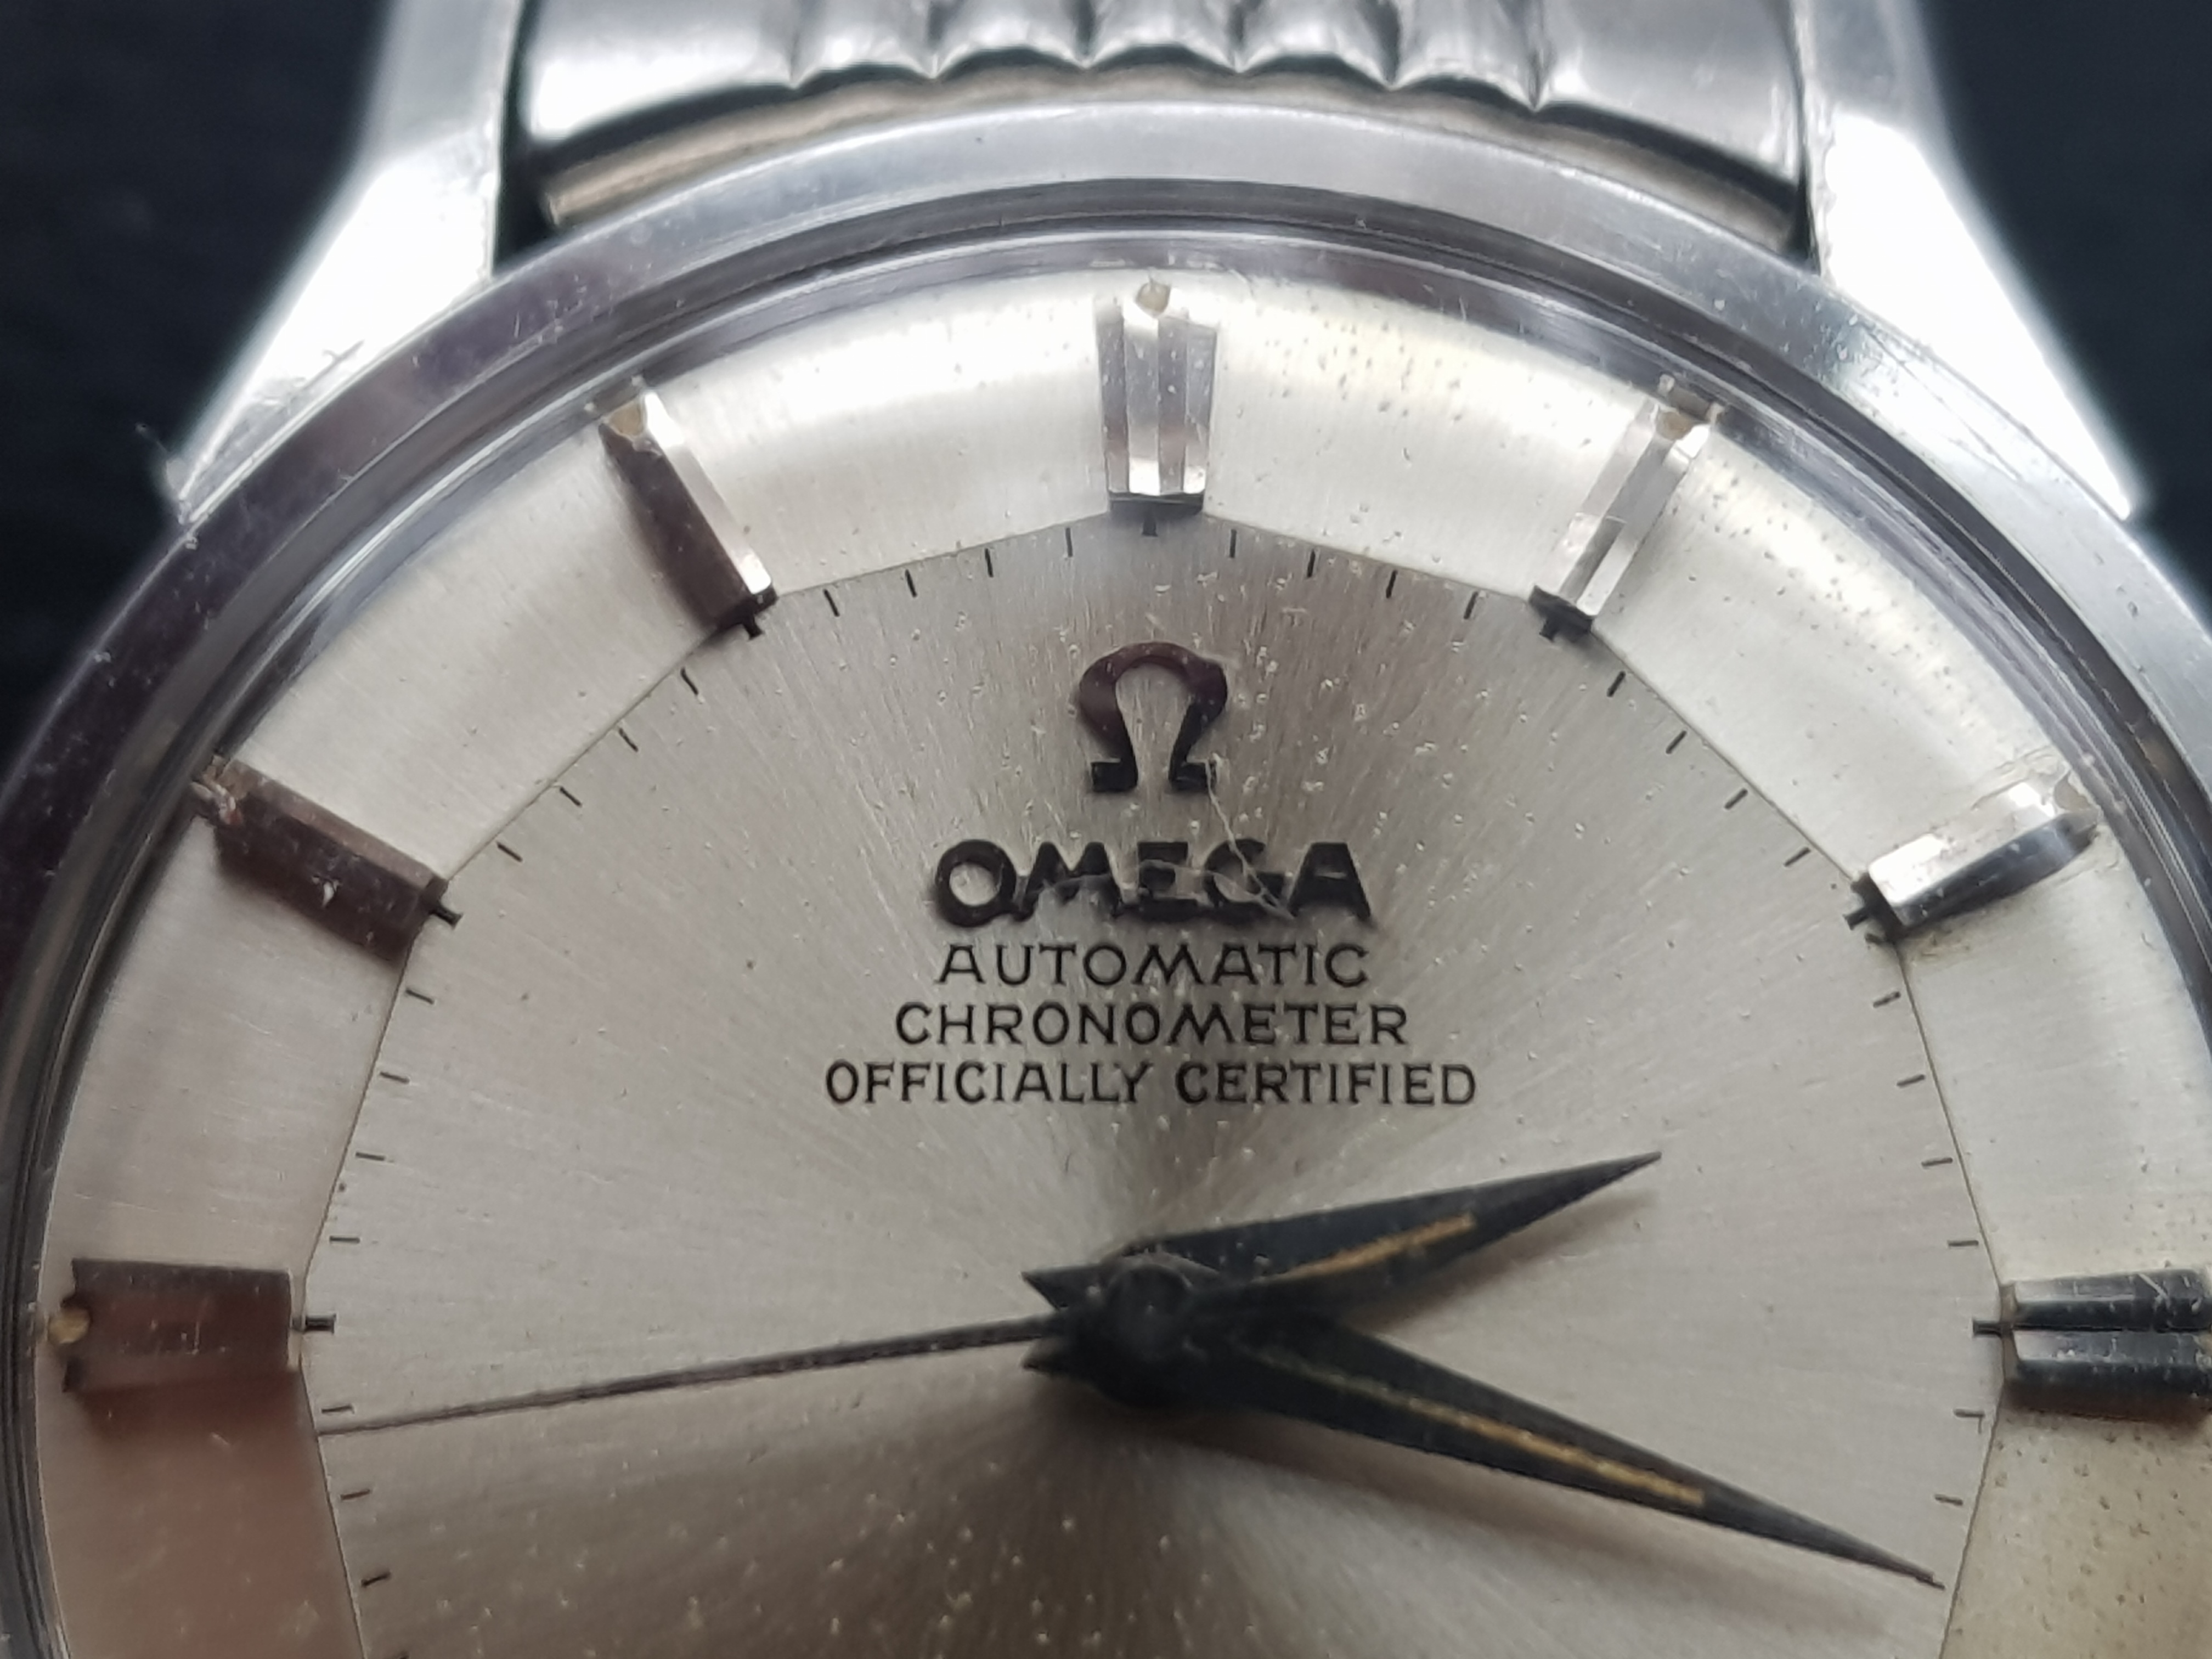 Ω
OMEGA
AUTOMATIC
CHRONOMETER
OFFICIALLY CERTIFIED